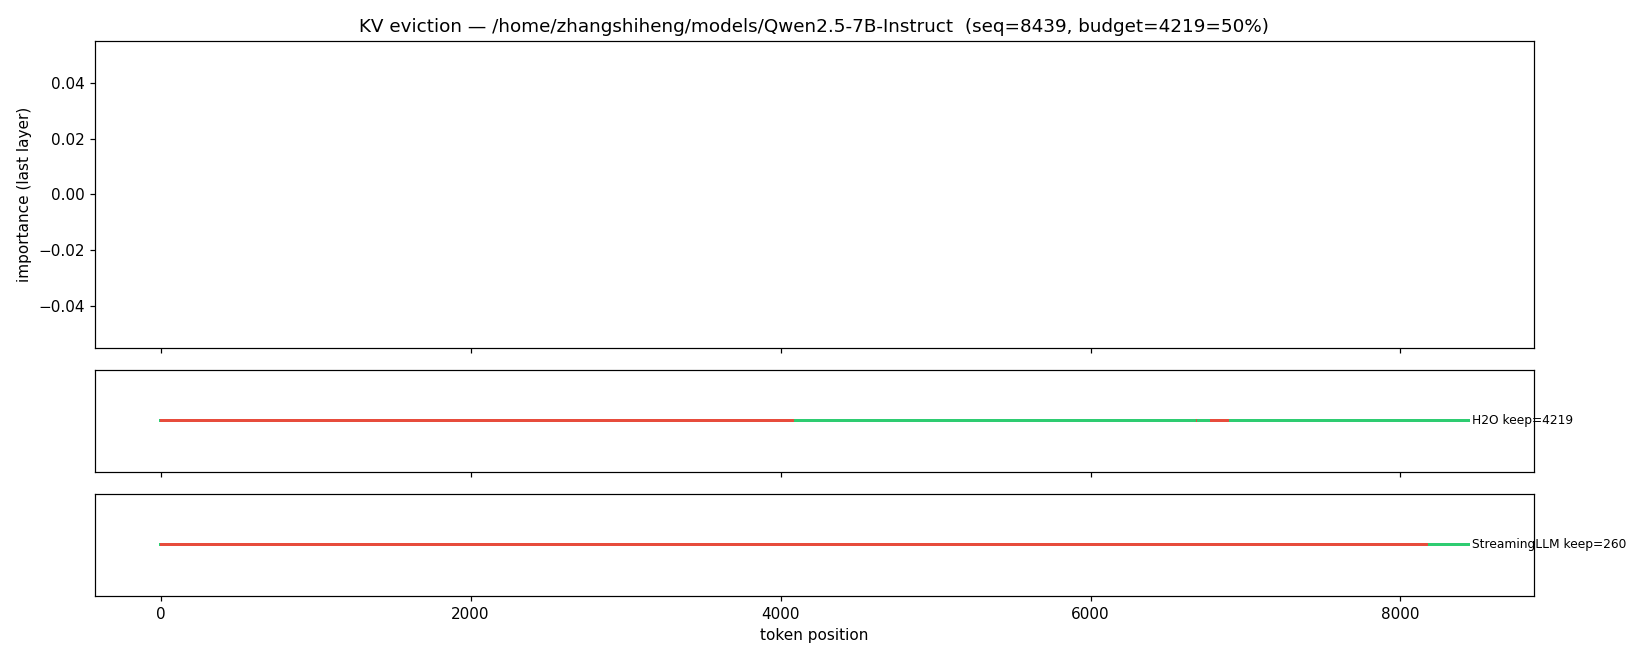 KV eviction — /home/zhangshiheng/models/Qwen2.5-7B-Instruct (seq=8439, budget=4219=50%)
importance (last layer)
0.04
0.02
0.00
−0.02
−0.04
H2O keep=4219
StreamingLLM keep=260
0 2000 4000 6000 8000
token position